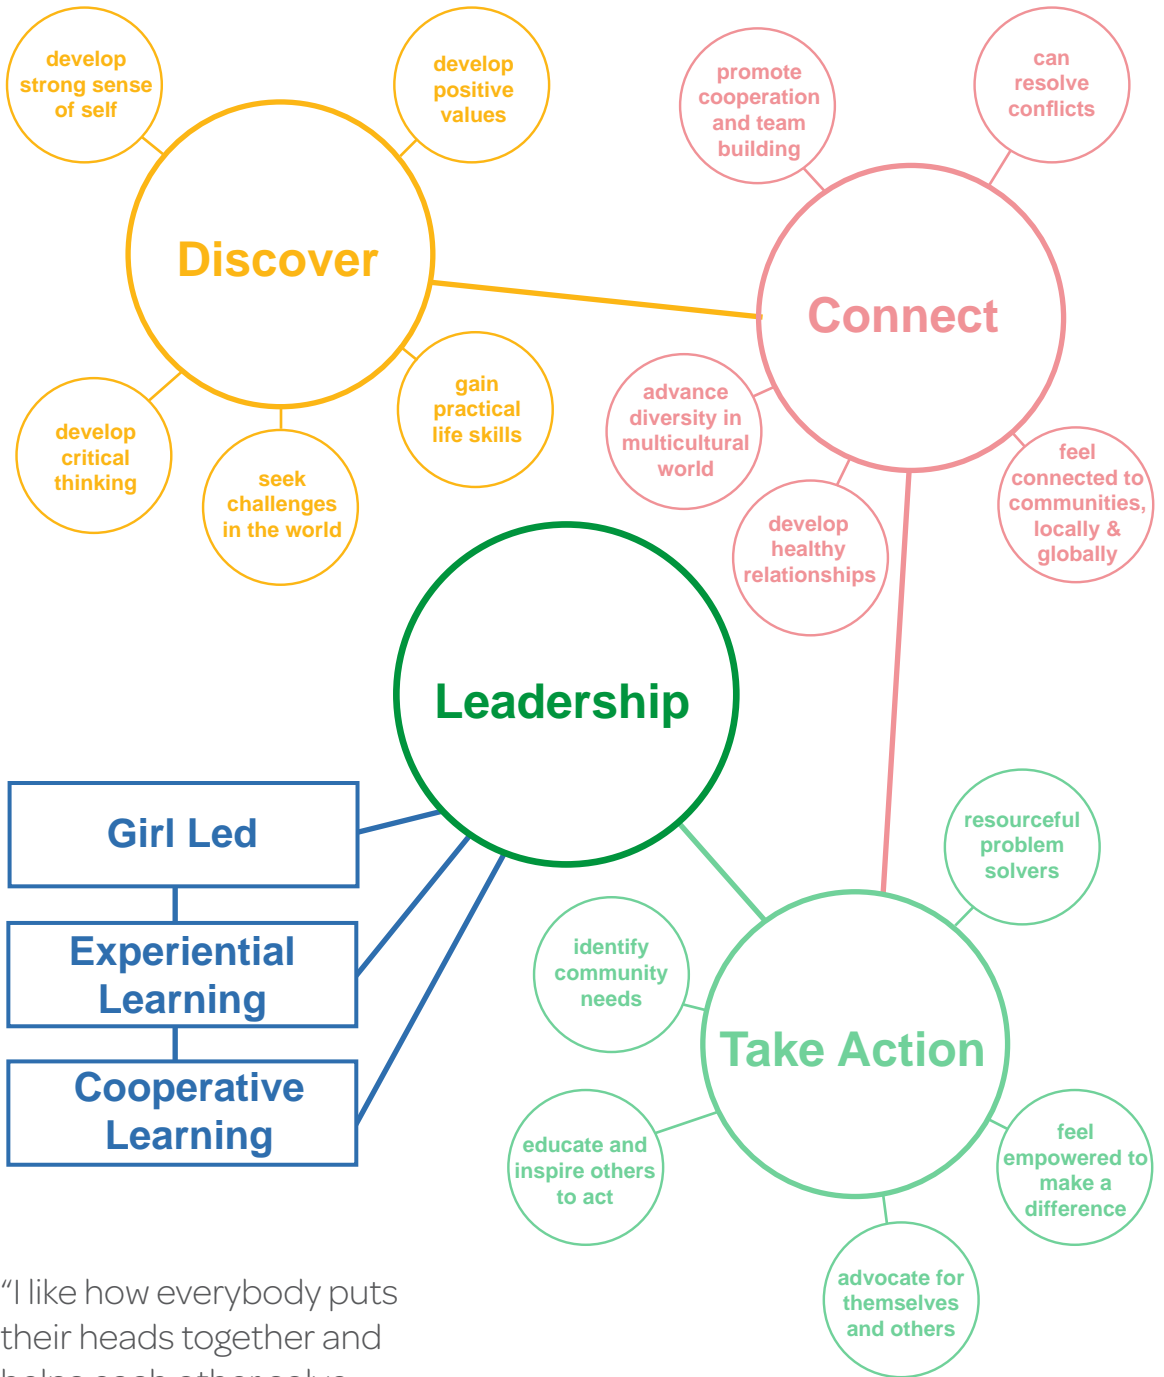 develop
strong sense
of self
develop
positive
values
Discover
develop
critical
thinking
seek
challenges
in the world
gain
practical
life skills
promote
cooperation
and team
building
can
resolve
conflicts
Connect
advance
diversity in
multicultural
world
develop
healthy
relationships
feel
connected to
communities,
locally &
globally
Leadership
Girl Led
Experiential
Learning
Cooperative
Learning
resourceful
problem
solvers
identify
community
needs
Take Action
educate and
inspire others
to act
feel
empowered to
make a
difference
advocate for
themselves
and others
“I like how everybody puts
their heads together and
helps each other solve